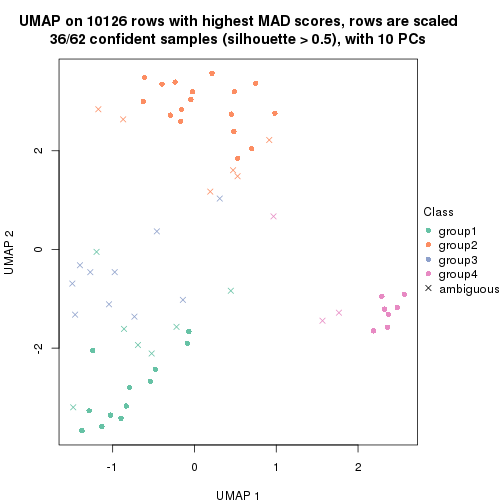 UMAP on 10126 rows with highest MAD scores, rows are scaled
36/62 confident samples (silhouette > 0.5), with 10 PCs
2
0
-2
UMAP 2
-1
0
1
2
UMAP 1
Class
group1
group2
group3
group4
ambiguous